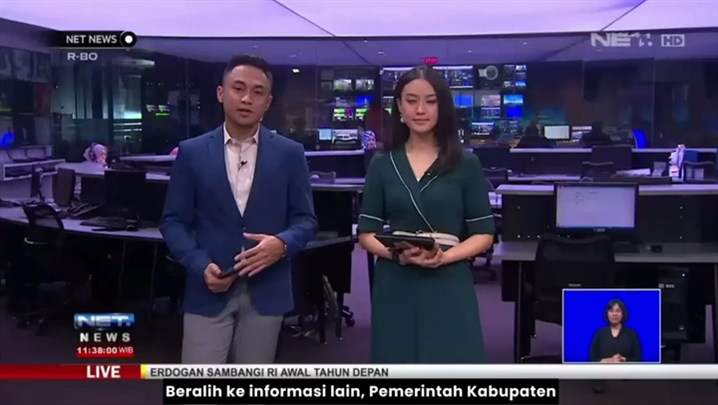 NET NEWS
R-BO
NET HD
NET.
NEWS
11:38:00 WIB
LIVE ERDOGAN SAMBANGI RI AWAL TAHUN DEPAN
Beralih ke informasi lain, Pemerintah Kabupaten